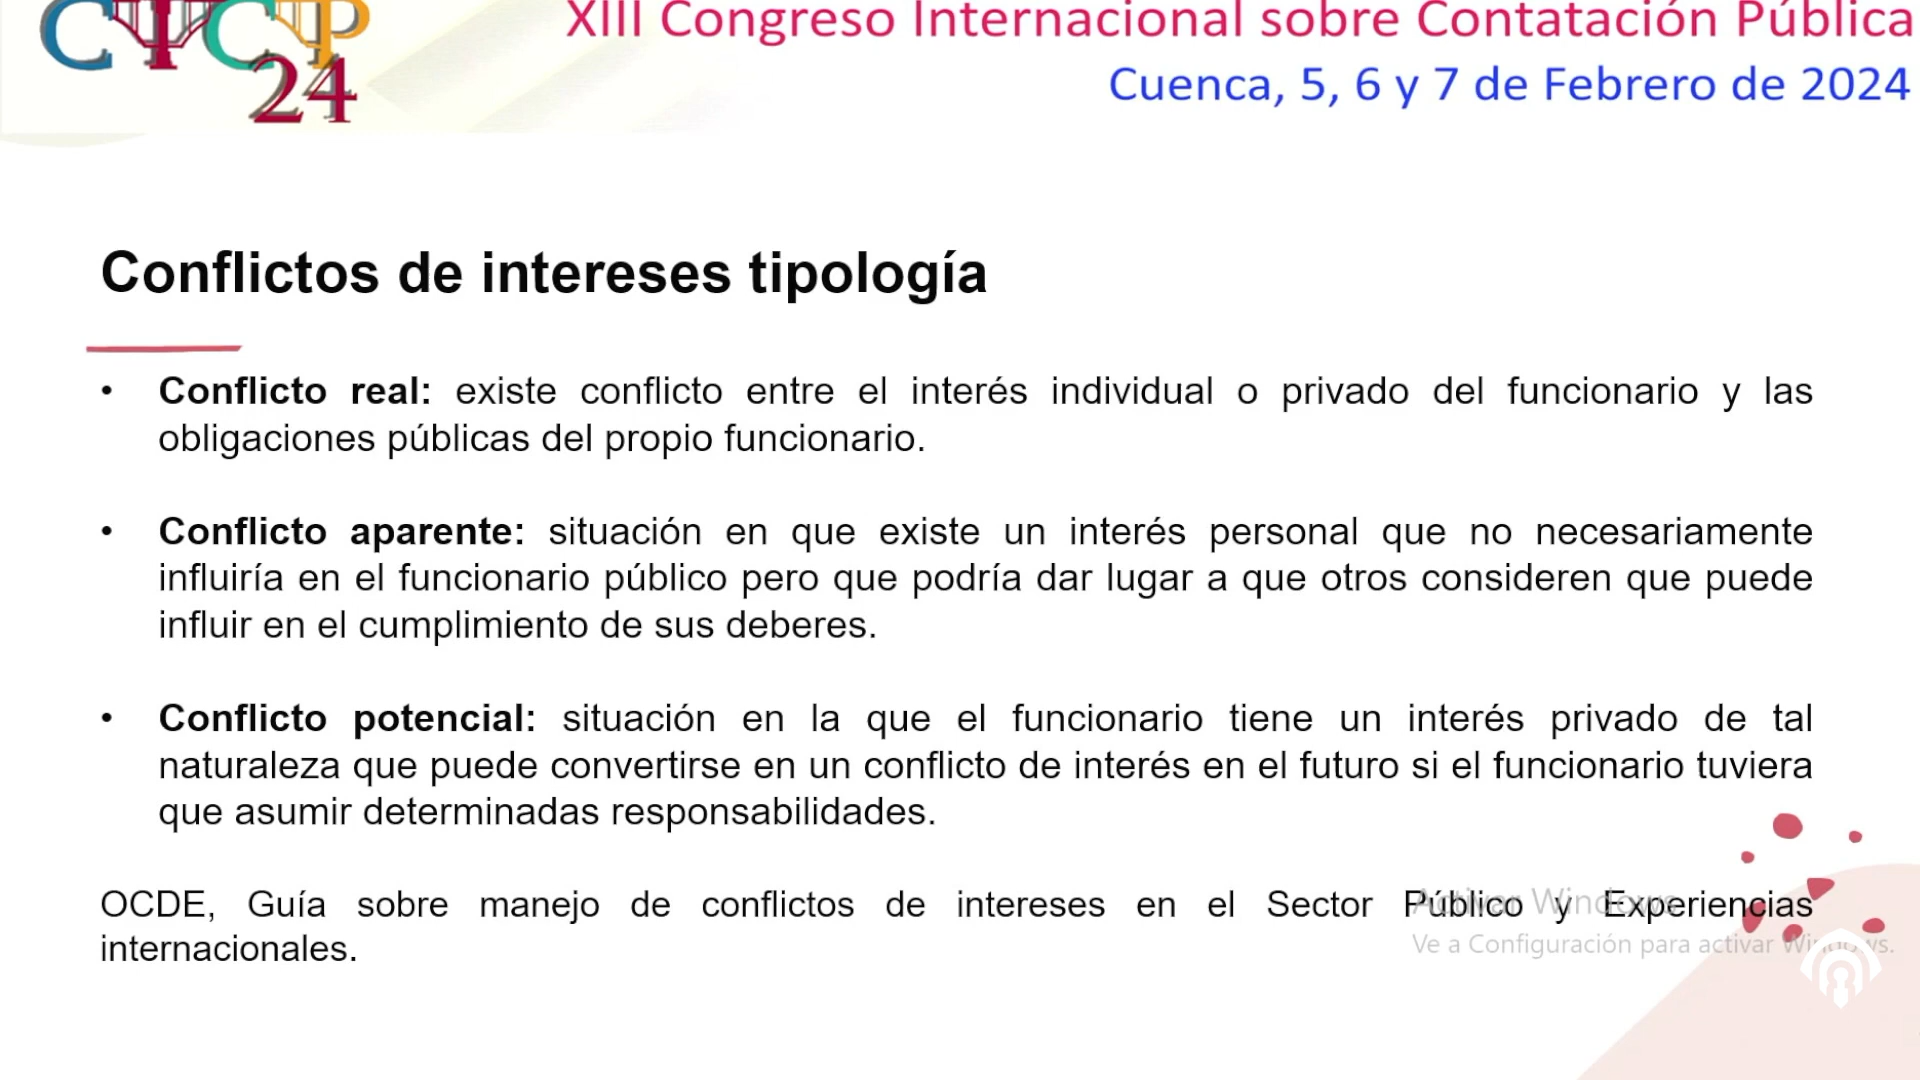 CICP
24
XIII Congreso Internacional sobre Contatación Pública
Cuenca, 5, 6 y 7 de Febrero de 2024
Conflictos de intereses tipología
• Conflicto real: existe conflicto entre el interés individual o privado del funcionario y las
obligaciones públicas del propio funcionario.
• Conflicto aparente: situación en que existe un interés personal que no necesariamente
influiría en el funcionario público pero que podría dar lugar a que otros consideren que puede
influir en el cumplimiento de sus deberes.
• Conflicto potencial: situación en la que el funcionario tiene un interés privado de tal
naturaleza que puede convertirse en un conflicto de interés en el futuro si el funcionario tuviera
que asumir determinadas responsabilidades.
OCDE, Guía sobre manejo de conflictos de intereses en el Sector Público y Experiencias
internacionales.
Activar Windows
Ve a Configuración para activar Windows.